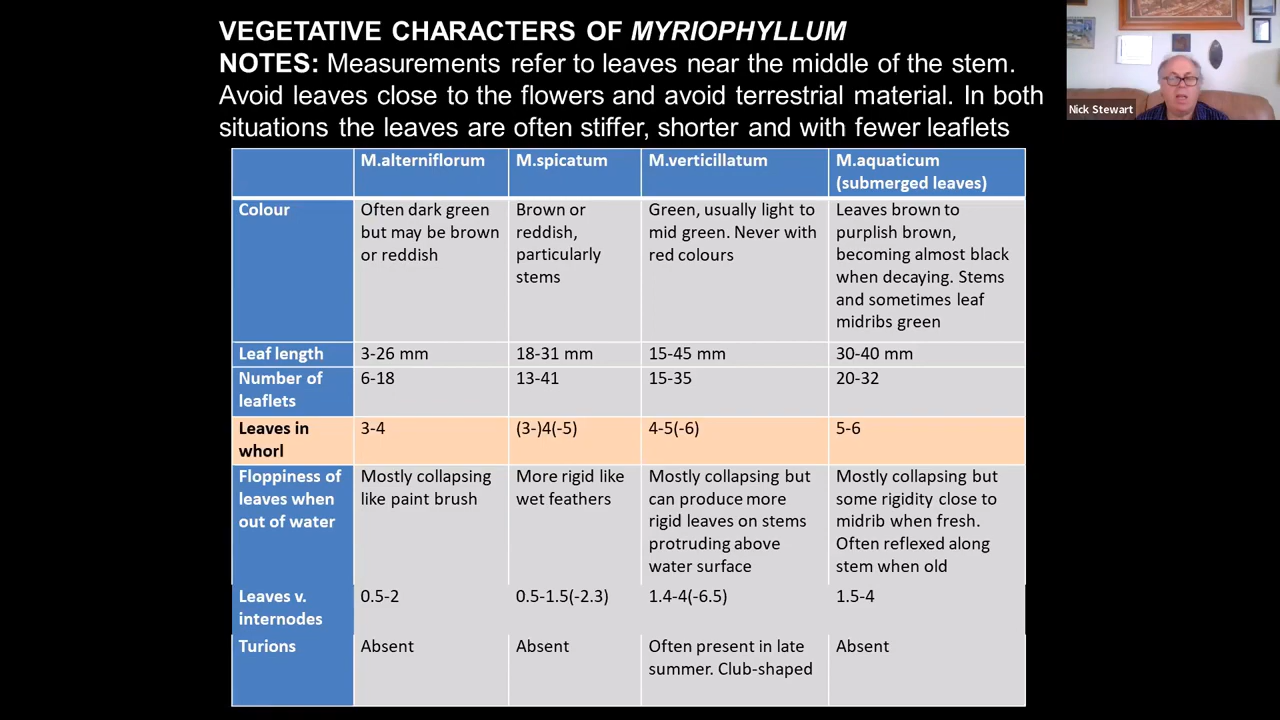 VEGETATIVE CHARACTERS OF MYRIOPHYLLUM
NOTES: Measurements refer to leaves near the middle of the stem.
Avoid leaves close to the flowers and avoid terrestrial material. In both
situations the leaves are often stiffer, shorter and with fewer leaflets
Nick Stewart
M.alterniflorum
M.spicatum
M.verticillatum
M.aquaticum
(submerged leaves)
Colour
Often dark green
but may be brown
or reddish
Brown or
reddish,
particularly
stems
Green, usually light to
mid green. Never with
red colours
Leaves brown to
purplish brown,
becoming almost black
when decaying. Stems
and sometimes leaf
midribs green
Leaf length
3-26 mm
18-31 mm
15-45 mm
30-40 mm
Number of
leaflets
6-18
13-41
15-35
20-32
Leaves in
whorl
3-4
(3-)4(-5)
4-5(-6)
5-6
Floppiness of
leaves when
out of water
Mostly collapsing
like paint brush
More rigid like
wet feathers
Mostly collapsing but
can produce more
rigid leaves on stems
protruding above
water surface
Mostly collapsing but
some rigidity close to
midrib when fresh.
Often reflexed along
stem when old
Leaves v.
internodes
0.5-2
0.5-1.5(-2.3)
1.4-4(-6.5)
1.5-4
Turions
Absent
Absent
Often present in late
summer. Club-shaped
Absent